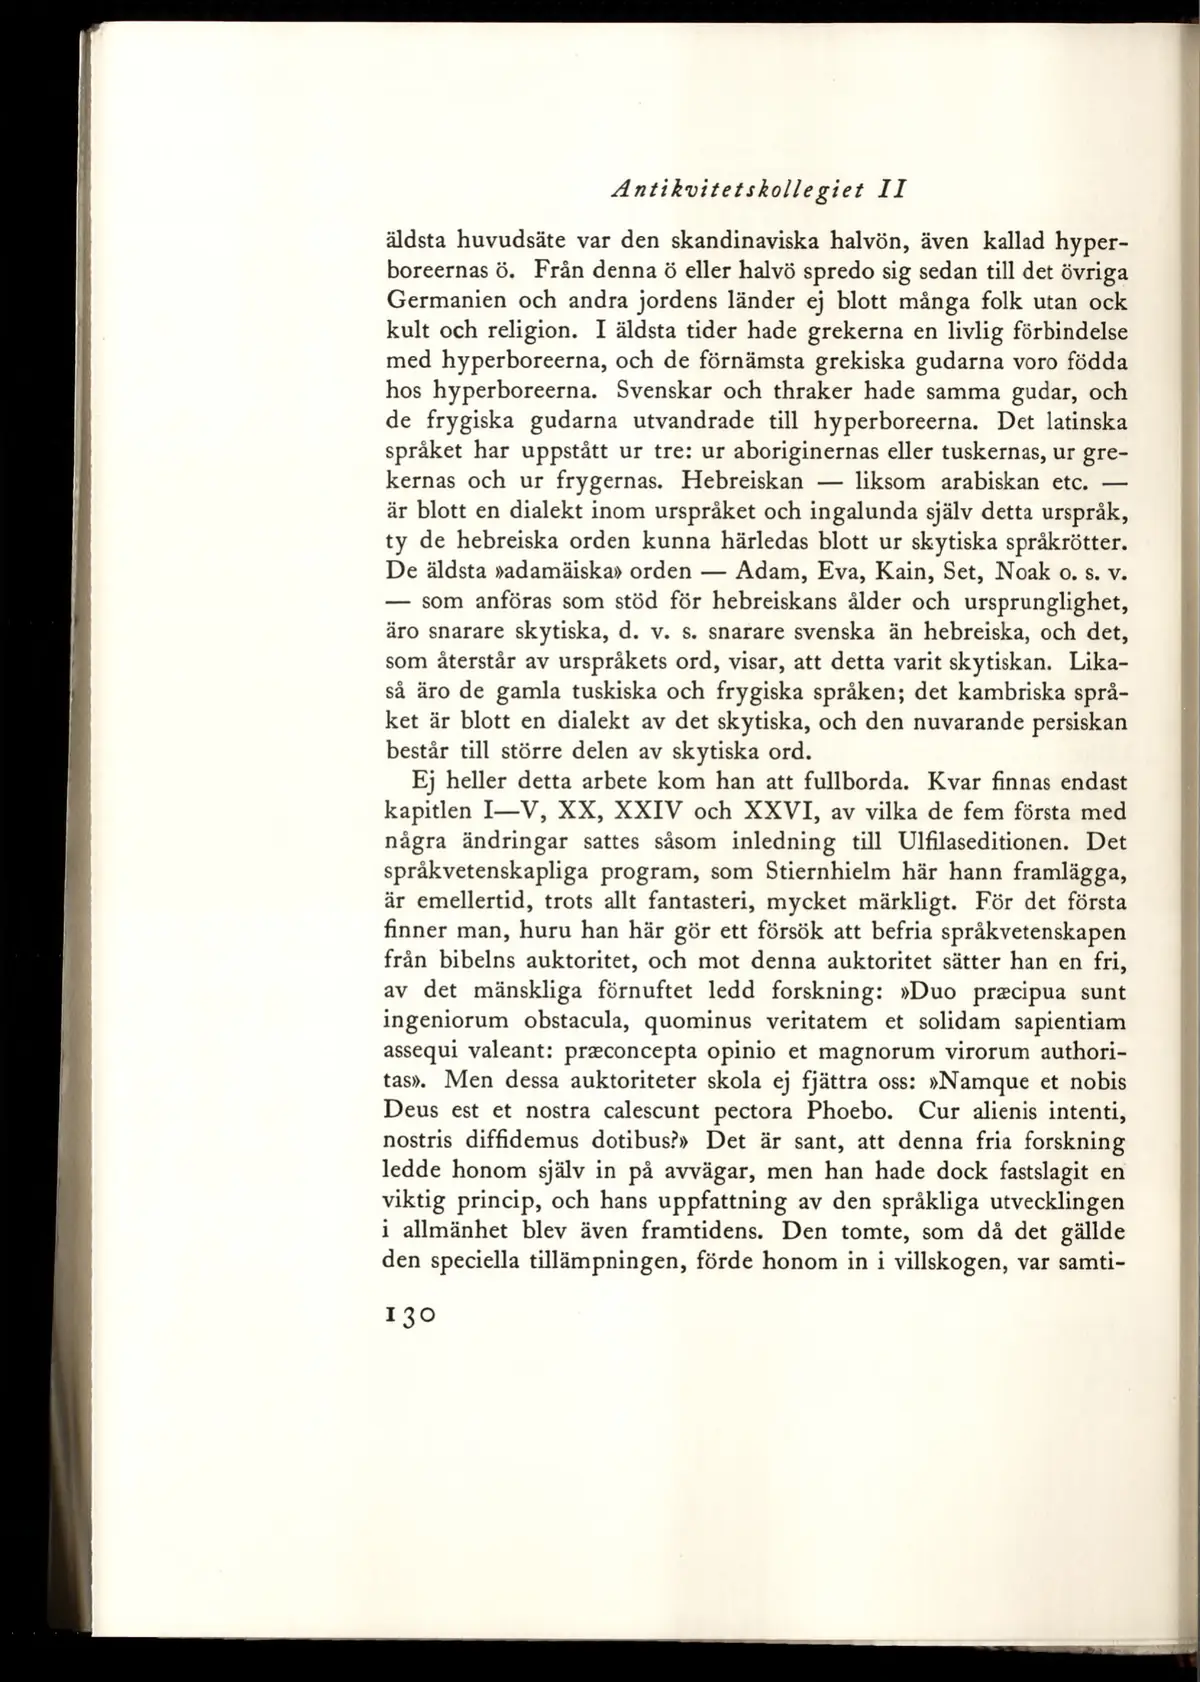 Antikvitetskollegiet II
äldsta huvudsäte var den skandinaviska halvön, även kallad hyper-
boreernas ö. Från denna ö eller halvö spredo sig sedan till det övriga
Germanien och andra jordens länder ej blott många folk utan ock
kult och religion. I äldsta tider hade grekerna en livlig förbindelse
med hyperboreerna, och de förnämsta grekiska gudarna voro födda
hos hyperboreerna. Svenskar och thraker hade samma gudar, och
de frygiska gudarna utvandrade till hyperboreerna. Det latinska
språket har uppstått ur tre: ur aboriginernas eller tuskernas, ur gre-
kernas och ur frygernas. Hebreiskan — liksom arabiskan etc. —
är blott en dialekt inom urspråket och ingalunda själv detta urspråk,
ty de hebreiska orden kunna härledas blott ur skytiska språkrötter.
De äldsta »adamäiska» orden — Adam, Eva, Kain, Set, Noak o. s. v.
— som anföras som stöd för hebreiskans ålder och ursprunglighet,
äro snarare skytiska, d. v. s. snarare svenska än hebreiska, och det,
som återstår av urspråkets ord, visar, att detta varit skytiskan. Lika-
så äro de gamla tuskiska och frygiska språken; det kambriska språ-
ket är blott en dialekt av det skytiska, och den nuvarande persiskan
består till större delen av skytiska ord.
Ej heller detta arbete kom han att fullborda. Kvar finnas endast
kapitlen I—V, XX, XXIV och XXVI, av vilka de fem första med
några ändringar sattes såsom inledning till Ulfilaseditionen. Det
språkvetenskapliga program, som Stiernhielm här hann framlägga,
är emellertid, trots allt fantasteri, mycket märkligt. För det första
finner man, huru han här gör ett försök att befria språkvetenskapen
från bibelns auktoritet, och mot denna auktoritet sätter han en fri,
av det mänskliga förnuftet ledd forskning: »Duo præcipua sunt
ingeniorum obstacula, quominus veritatem et solidam sapientiam
assequi valeant: præconcepta opinio et magnorum virorum authori-
tas». Men dessa auktoriteter skola ej fjättra oss: »Namque et nobis
Deus est et nostra calescunt pectora Phoebo. Cur alienis intenti,
nostris diffidemus dotibus?» Det är sant, att denna fria forskning
ledde honom själv in på avvägar, men han hade dock fastslagit en
viktig princip, och hans uppfattning av den språkliga utvecklingen
i allmänhet blev även framtidens. Den tomte, som då det gällde
den speciella tillämpningen, förde honom in i villskogen, var samti-
130